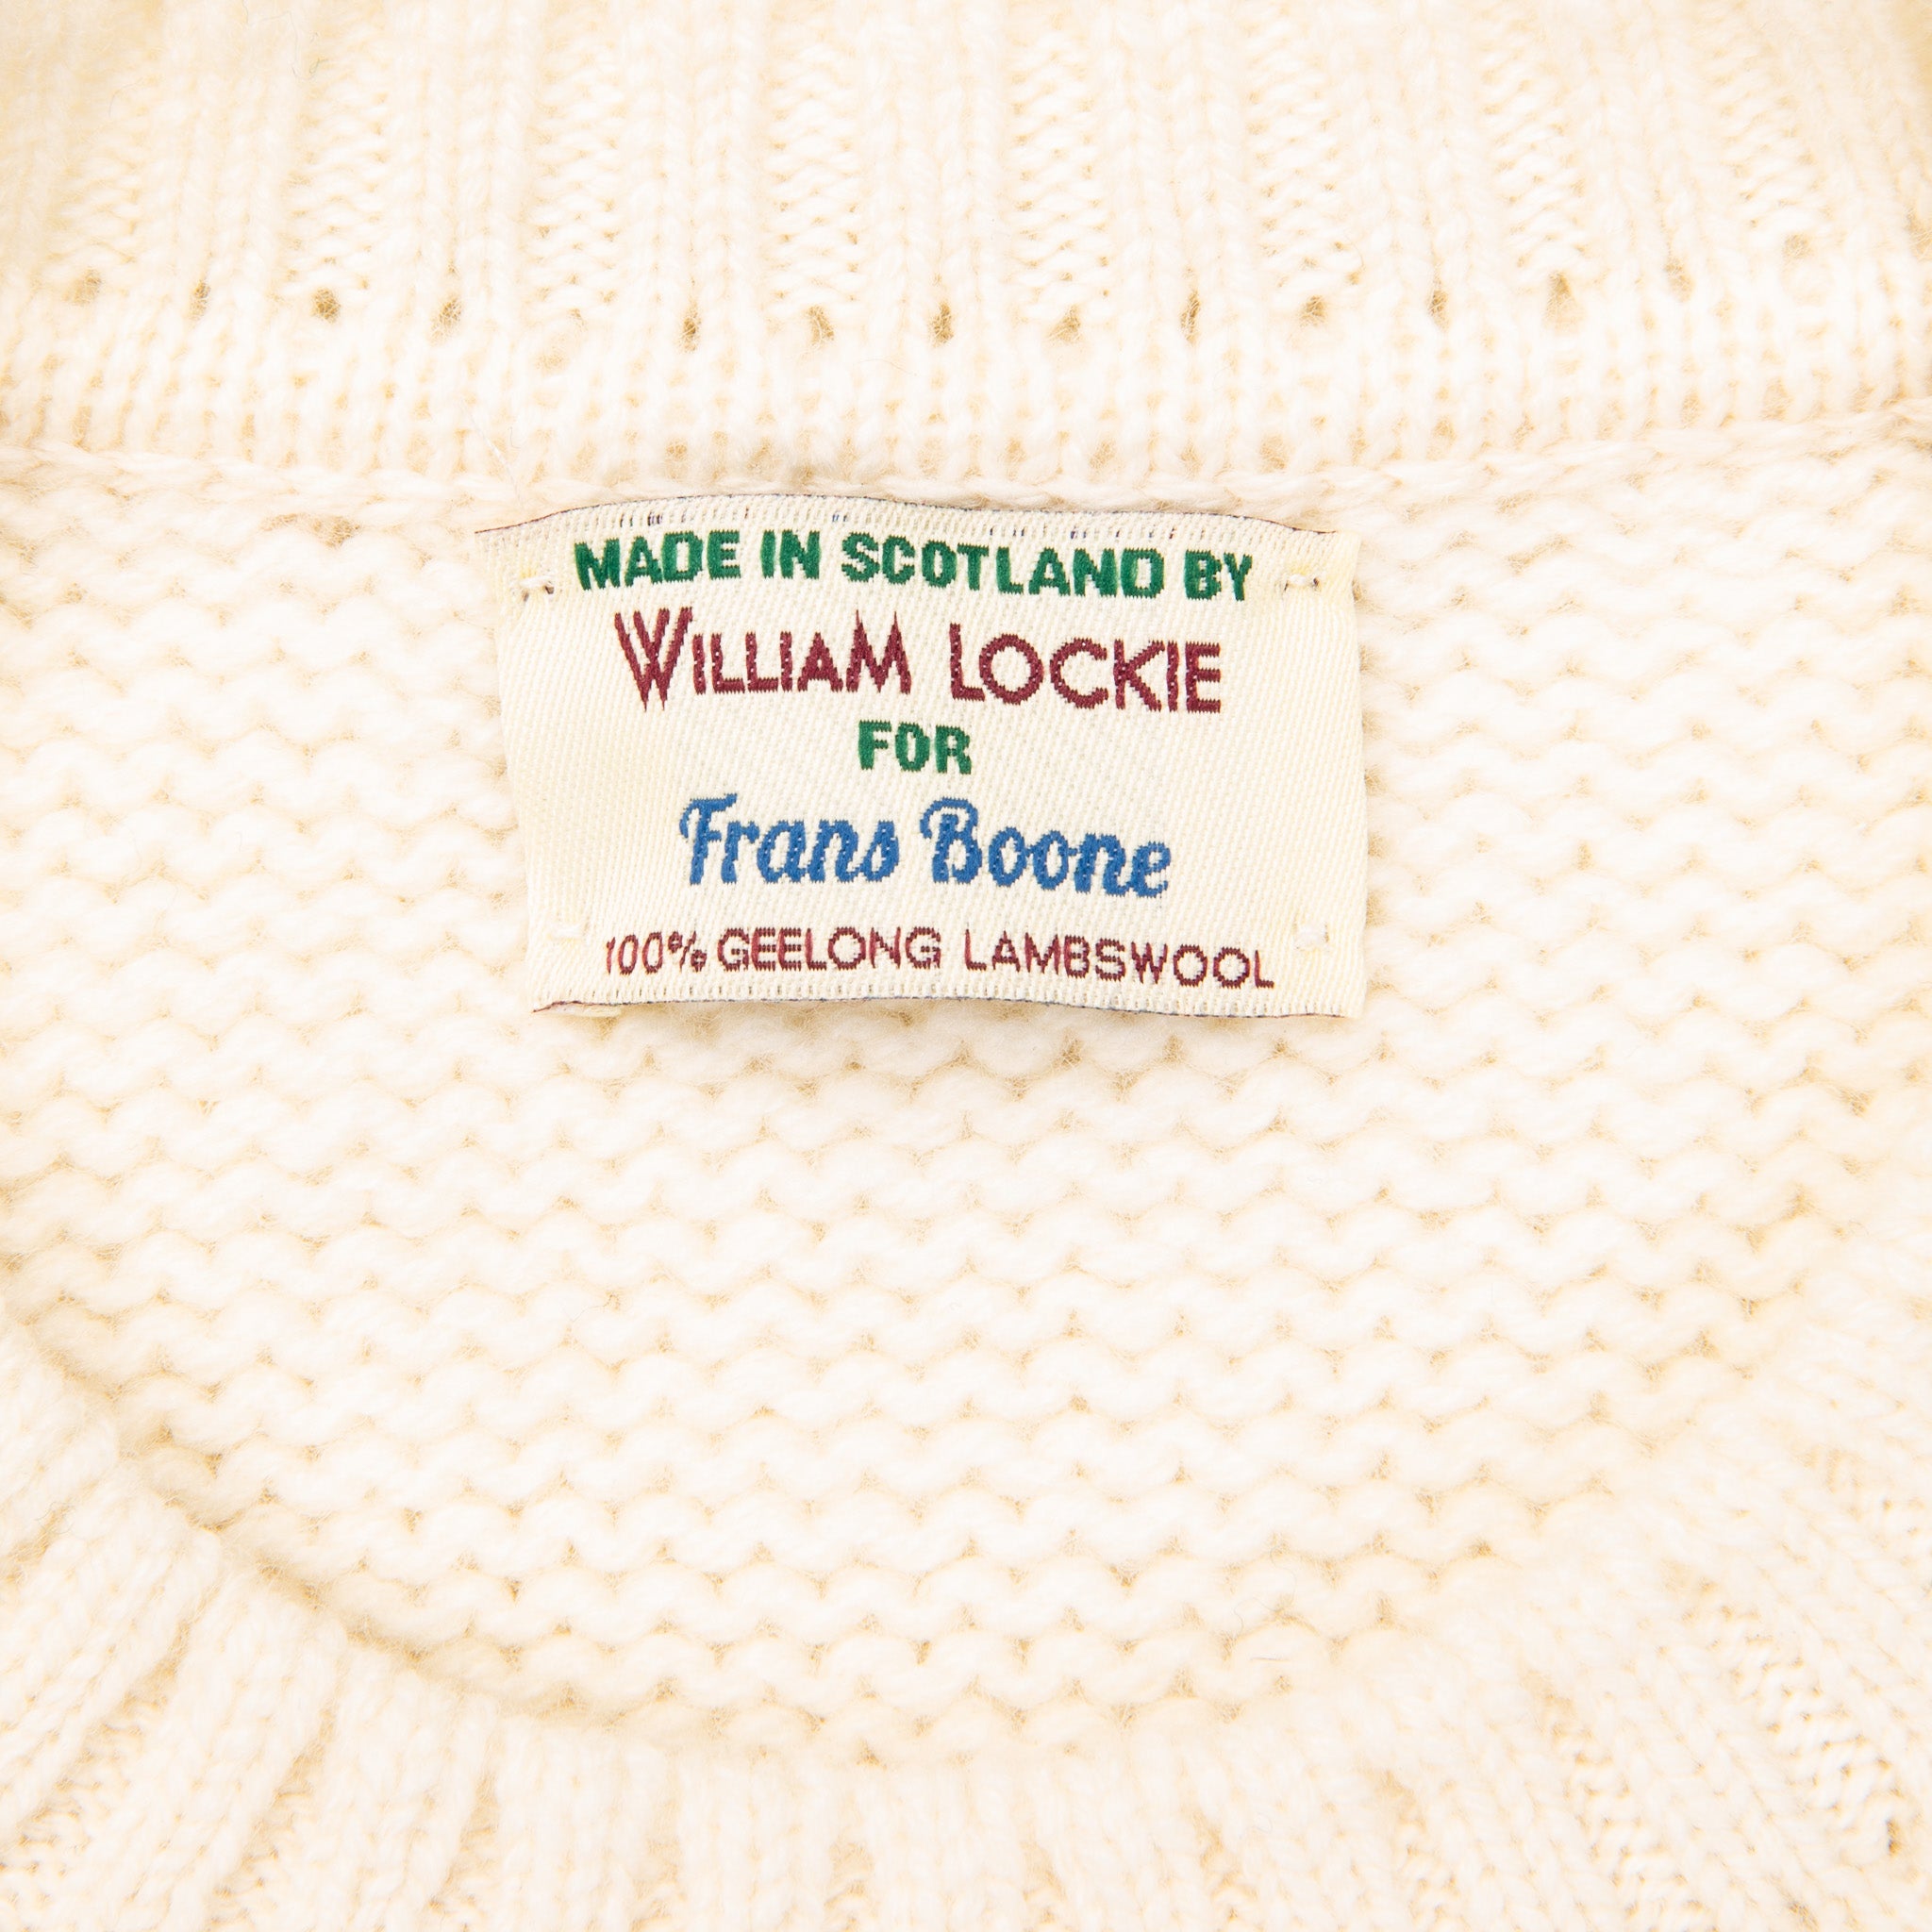 MADE IN SCOTLAND BY
WILLIAM LOCKIE
FOR
Frans Boone
100% GEELONG LAMBSWOOL